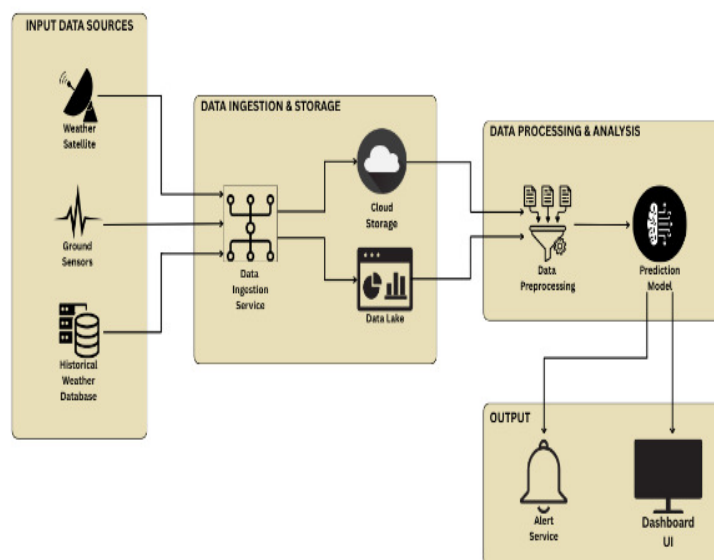 INPUT DATA SOURCES
Weather
Satellite
Ground
Sensors
Historical
Weather
Database
DATA INGESTION & STORAGE
Data
Ingestion
Service
Cloud
Storage
Data Lake
DATA PROCESSING & ANALYSIS
Data
Preprocessing
Prediction
Model
OUTPUT
Alert
Service
Dashboard
UI